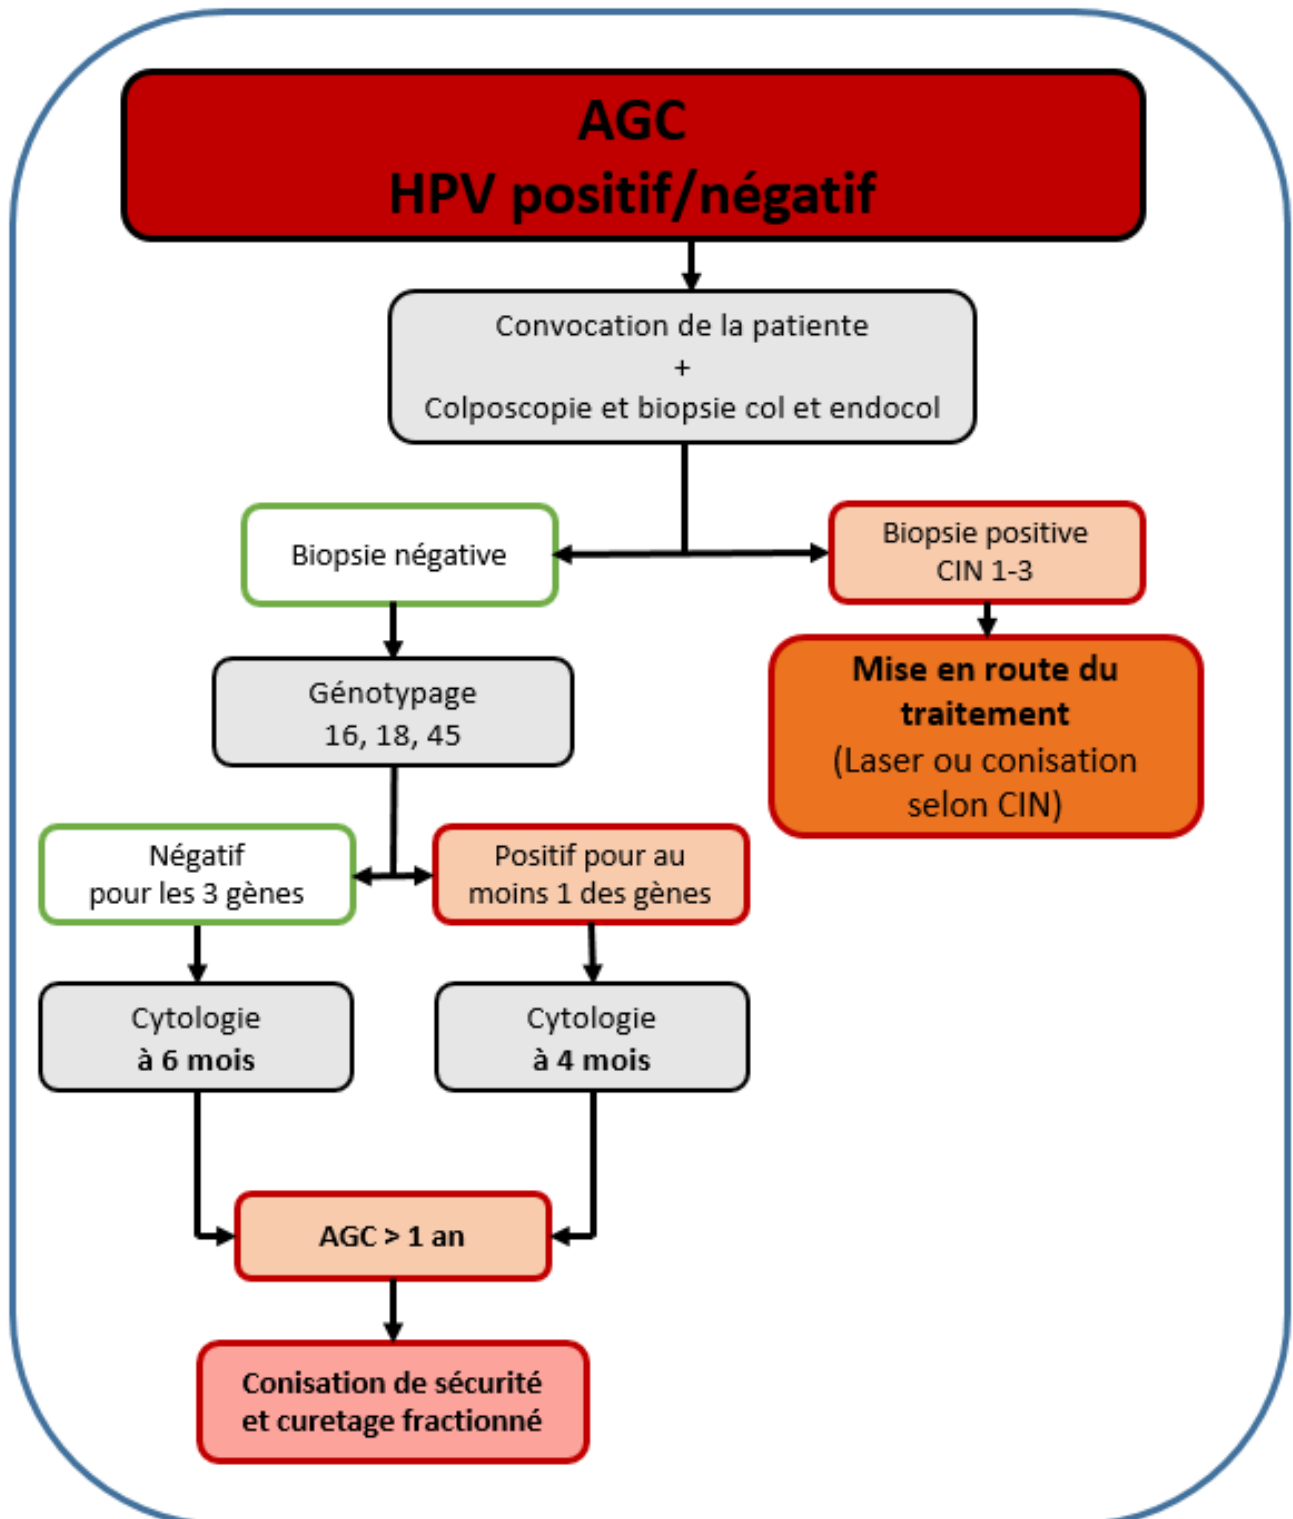 AGC
HPV positif/négatif
Convocation de la patiente
+
Colposcopie et biopsie col et endocol
Biopsie négative
Biopsie positive
CIN 1-3
Génotypage
16, 18, 45
Mise en route du
traitement
(Laser ou conisation
selon CIN)
Négatif
pour les 3 gènes
Positif pour au
moins 1 des gènes
Cytologie
à 6 mois
Cytologie
à 4 mois
AGC > 1 an
Conisation de sécurité
et curetage fractionné